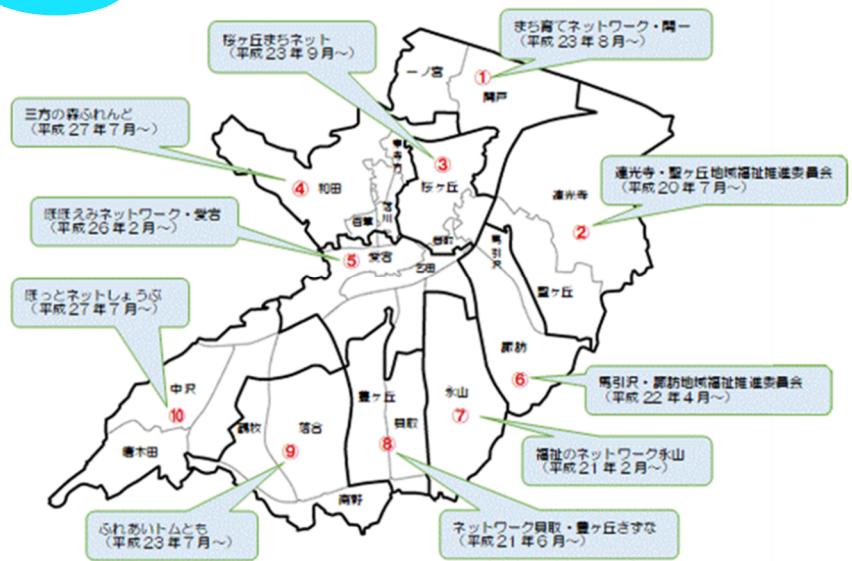 まち育てネットワーク・関一
（平成23年8月～）
桜ヶ丘まちネット
（平成23年9月～）
一ノ宮
①
関戸
三方の森ふれんど
（平成27年7月～）
東寺方
③
桜ヶ丘
④
和田
連光寺・聖ヶ丘地域福祉推進委員会
（平成20年7月～）
連光寺
②
ほほえみネットワーク・愛宮
（平成26年2月～）
百草
落川
馬引沢
⑤
愛宕
乞田
聖ヶ丘
ほっとネットしょうぶ
（平成27年7月～）
諏訪
⑥
馬引沢・諏訪地域福祉推進委員会
（平成22年4月～）
中沢
⑩
豊ヶ丘
永山
⑦
鶴牧
落合
貝取
⑨
⑧
唐木田
福祉のネットワーク永山
（平成21年2月～）
南野
ふれあいトムとも
（平成23年7月～）
ネットワーク貝取・豊ヶ丘きずな
（平成21年6月～）